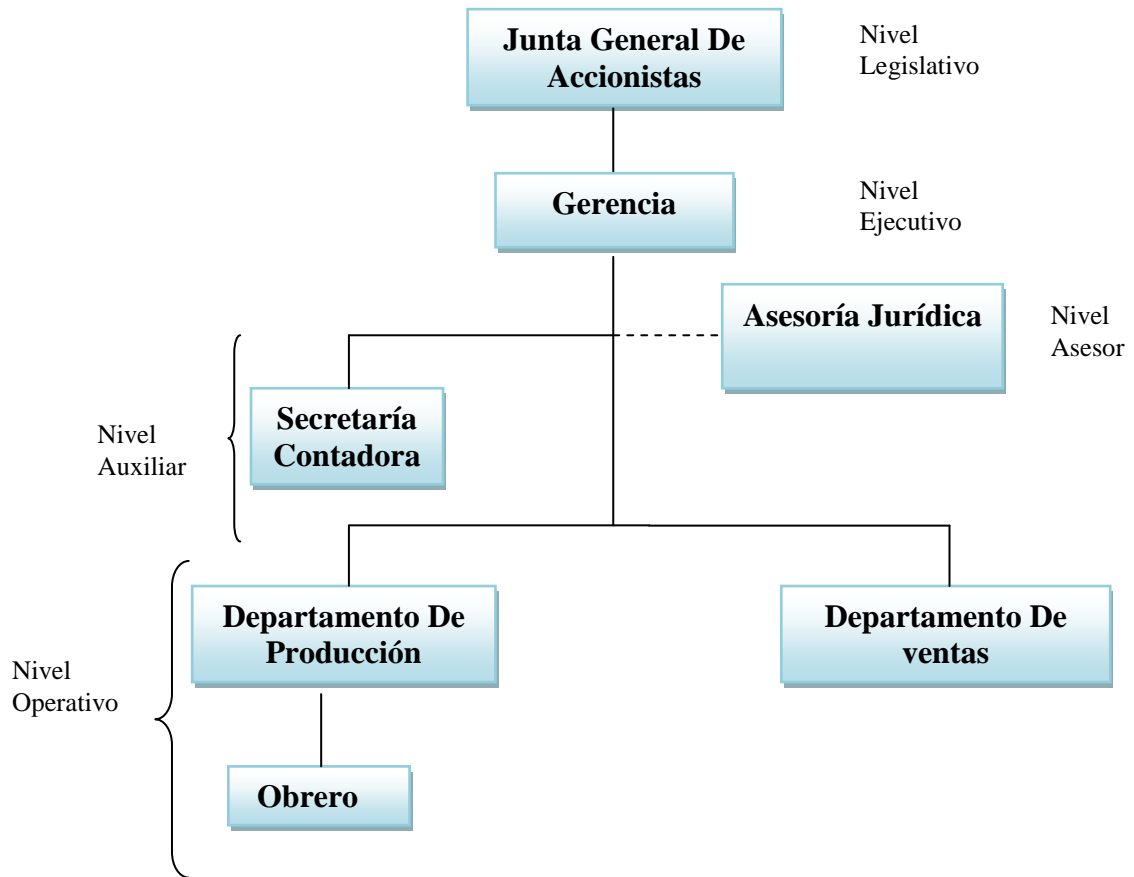 Junta General De
Accionistas
Nivel
Legislativo
Gerencia
Nivel
Ejecutivo
Asesoría Jurídica
Nivel
Asesor
Secretaría
Contadora
Nivel
Auxiliar
Departamento De
Producción
Departamento De
ventas
Nivel
Operativo
Obrero